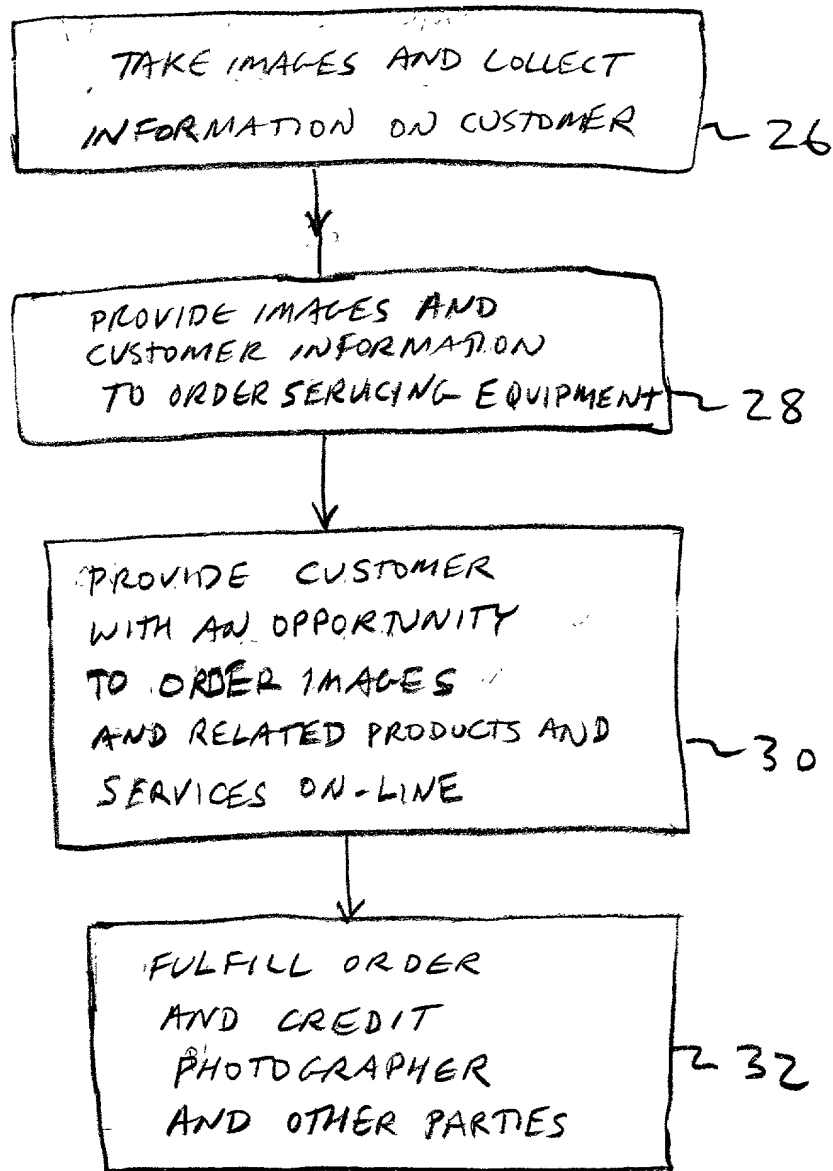 TAKE IMAGES AND COLLECT
INFORMATION ON CUSTOMER
26
PROVIDE IMAGES AND
CUSTOMER INFORMATION
TO ORDER SERVICING EQUIPMENT
28
PROVIDE CUSTOMER
WITH AN OPPORTUNITY
TO ORDER IMAGES
AND RELATED PRODUCTS AND
SERVICES ON-LINE
30
FULFILL ORDER
AND CREDIT
PHOTOGRAPHER
AND OTHER PARTIES
32